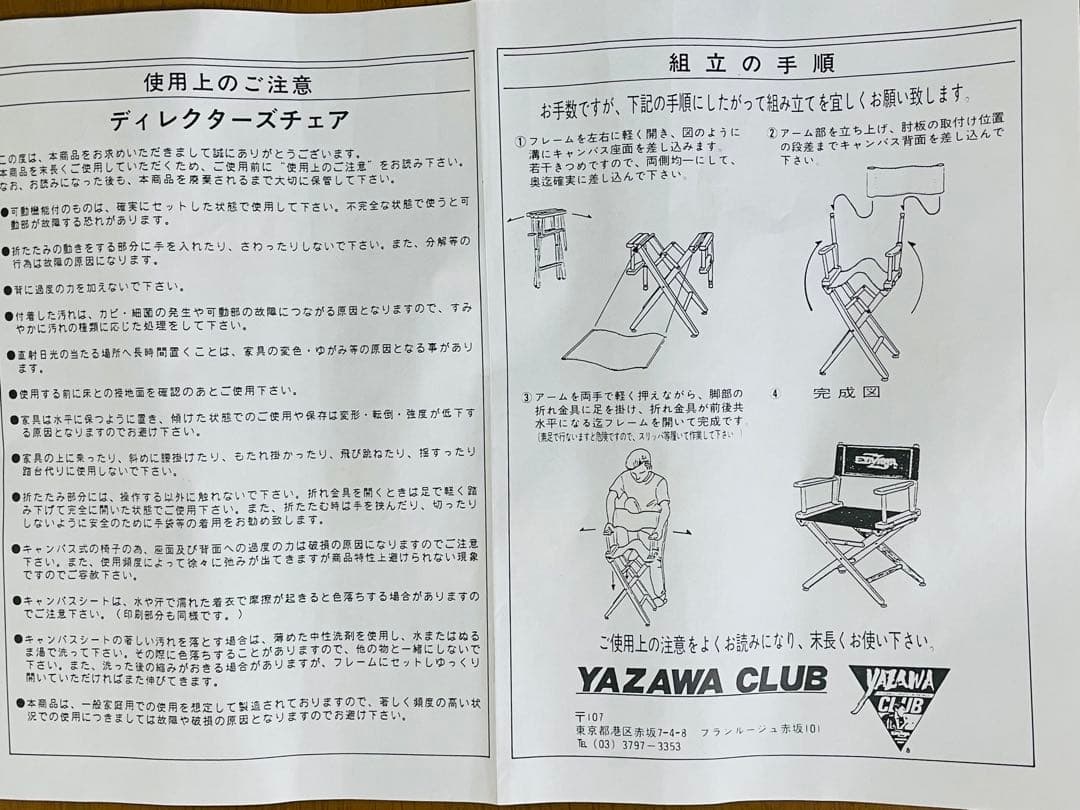 使用上のご注意
ディレクターズチェア
この度は、本商品をお求めいただきまして誠にありがとうございます。
本商品を末長くご使用していただくため、ご使用前に“使用上のご注意”をお読み下さい。
なお、お読みになった後も、本商品を廃棄されるまで大切に保管して下さい。
●可動機能付のものは、確実にセットした状態で使用して下さい。不完全な状態で使うと可
動部が故障する恐れがあります。
●折たたみの動きをする部分に手を入れたり、さわったりしないで下さい。また、分解等の
行為は故障の原因になります。
●背に過度の力を加えないで下さい。
●付着した汚れは、カビ・細菌の発生や可動部の故障につながる原因となりますので、すみ
やかに汚れの種類に応じた処理をして下さい。
●直射日光の当たる場所へ長時間置くことは、家具の変色・ゆがみ等の原因となる事があり
ます。
●使用する前に床との接地面を確認のあとご使用下さい。
●家具は水平に保つように置き、傾けた状態でのご使用や保存は変形・転倒・強度が低下す
る原因となりますのでお避け下さい。
●家具の上に乗ったり、斜めに腰掛けたり、もたれ掛かったり、飛び跳ねたり、揺すったり
踏台代りに使用しないで下さい。
●折たたみ部分には、操作する以外に触れないで下さい。折れ金具を開くときは足で軽く踏
み下げて完全に開いた状態でご使用下さい。また、折たたむ時は手を挟んだり、切ったり
しないように安全のために手袋等の着用をお勧め致します。
●キャンバス式の椅子の為、座面及び背面への過度の力は破損の原因になりますのでご注意
下さい。また、使用頻度によって徐々に弛みが出てきますが商品特性上避けられない現象
ですのでご容赦下さい。
●キャンバスシートは、水や汗で濡れた着衣で摩擦が起きると色落ちする場合がありますの
でご注意下さい。（印刷部分も同様です。）
●キャンバスシートの著しい汚れを落とす場合は、薄めた中性洗剤を使用し、水またはぬる
ま湯で洗って下さい。その際に色落ちすることがありますので、他の物と一緒にしないで
下さい。また、洗った後の縮みがおきる場合がありますが、フレームにセットしゆっくり
開いていただければまた伸びてきます。
●本商品は、一般家庭用での使用を想定して製造されておりますので、著しく頻度の高い状
況での使用につきましては故障や破損の原因となりますのでお避け下さい。
組立の手順
お手数ですが、下記の手順にしたがって組み立てを宜しくお願い致します。
①フレームを左右に軽く開き、図のように
溝にキャンバス座面を差し込みます。
若干きつめですので、両側均一にして、
奥迄確実に差し込んで下さい。
②アーム部を立ち上げ、肘板の取付け位置
の段差までキャンバス背面を差し込んで
下さい。
③アームを両手で軽く押えながら、脚部の
折れ金具に足を掛け、折れ金具が前後共
水平になる迄フレームを開いて完成です。
（素足で行ないますと危険ですので、スリッパ等履いて作業して下さい。）
④ 完成図
ご使用上の注意をよくお読みになり、末長くお使い下さい。
YAZAWA CLUB
YAZAWA
CLUB
〒107
東京都港区赤坂7-4-8 フランルージュ赤坂101
TEL (03) 3797-3353